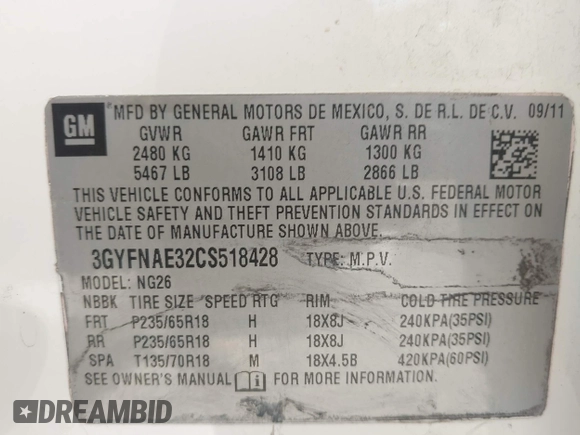 GM
MFD BY GENERAL MOTORS DE MEXICO, S. DE R.L. DE C.V. 09/11
GVWR GAWR FRT GAWR RR
2480 KG 1410 KG 1300 KG
5467 LB 3108 LB 2866 LB
THIS VEHICLE CONFORMS TO ALL APPLICABLE U.S. FEDERAL MOTOR
VEHICLE SAFETY AND THEFT PREVENTION STANDARDS IN EFFECT ON THE
DATE OF MANUFACTURE SHOWN ABOVE.
3GYFNAE32CS518428 TYPE: M.P.V.
MODEL: NG26
NBBK TIRE SIZE SPEED RTG RIM COLD TIRE PRESSURE
FRT P235/65R18 H 18X8J 240KPA(35PSI)
RR P235/65R18 H 18X8J 240KPA(35PSI)
SPA T135/70R18 M 18X4.5B 420KPA(60PSI)
SEE OWNER'S MANUAL FOR MORE INFORMATION.
DREAMBID